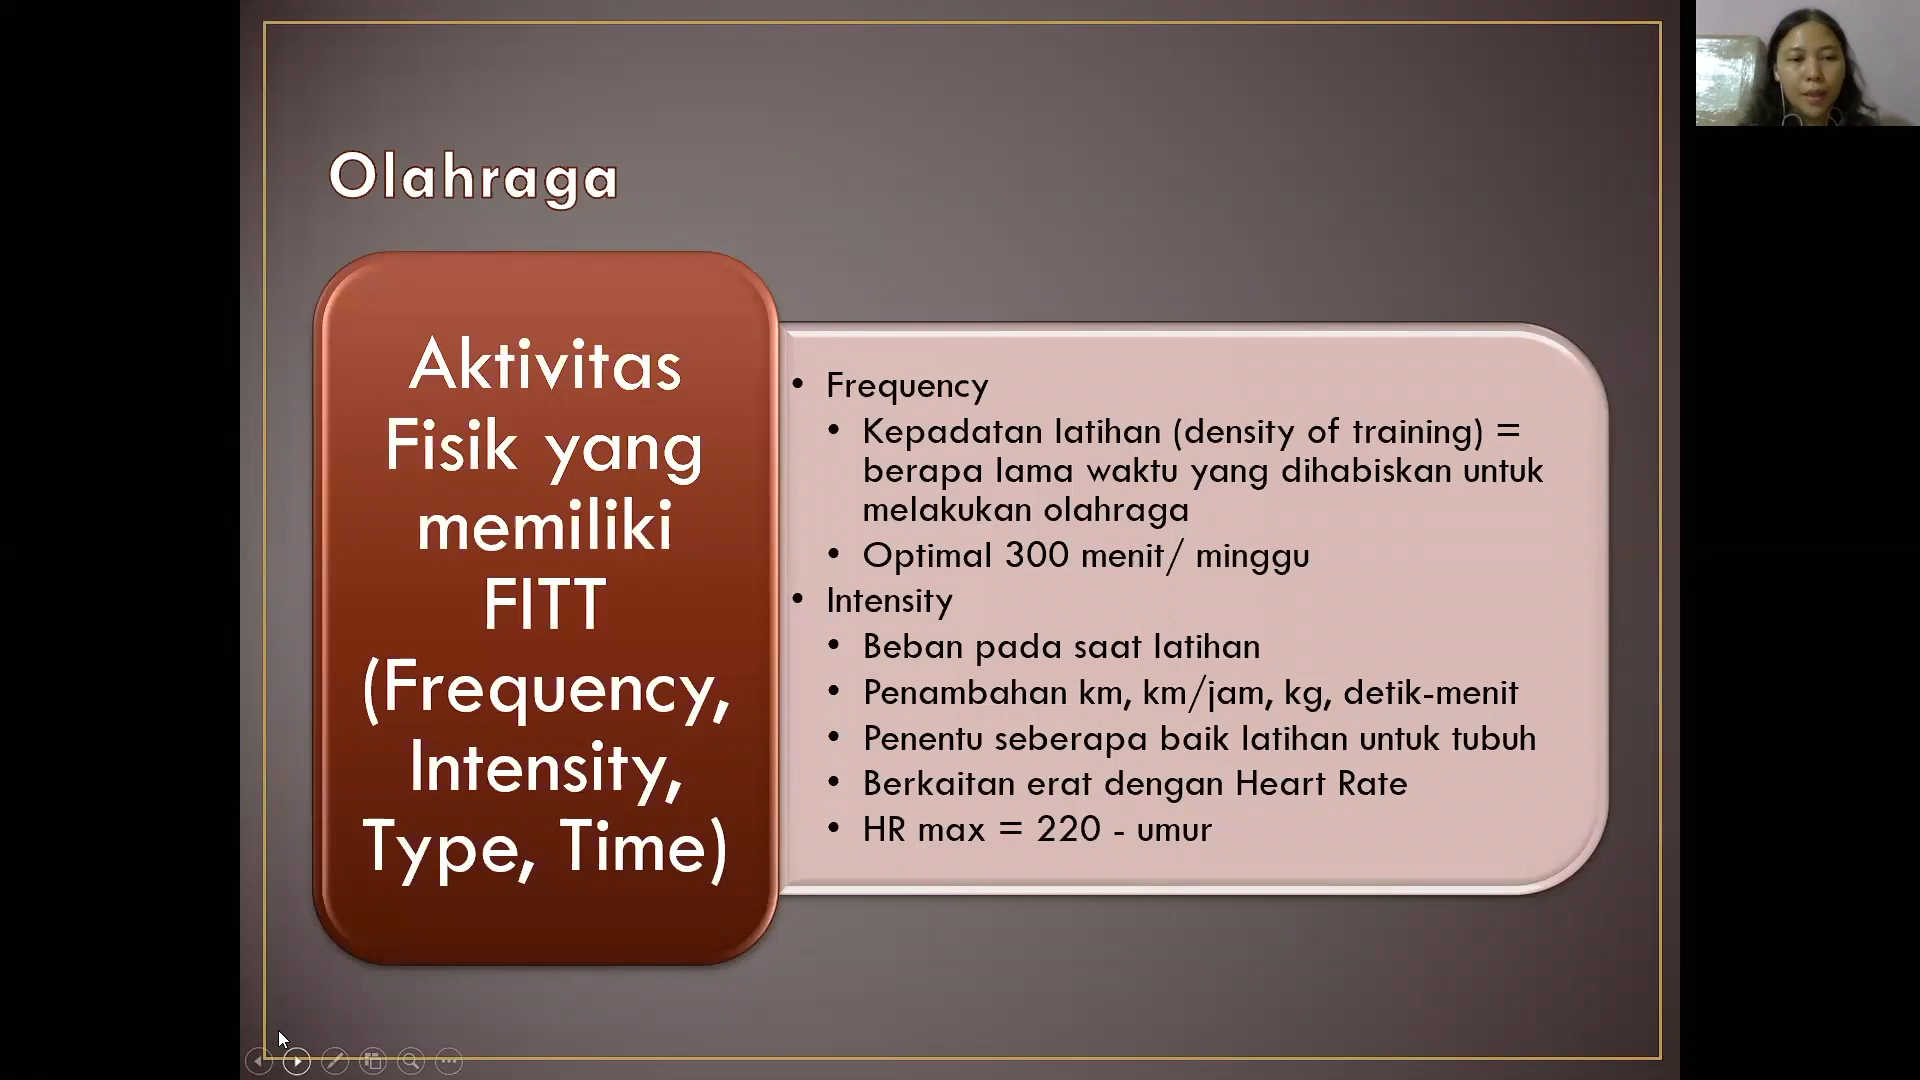 Olahraga
Aktivitas
Fisik yang
memiliki
FITT
(Frequency,
Intensity,
Type, Time)
• Frequency
• Kepadatan latihan (density of training) =
berapa lama waktu yang dihabiskan untuk
melakukan olahraga
• Optimal 300 menit/ minggu
• Intensity
• Beban pada saat latihan
• Penambahan km, km/jam, kg, detik-menit
• Penentu seberapa baik latihan untuk tubuh
• Berkaitan erat dengan Heart Rate
• HR max = 220 - umur